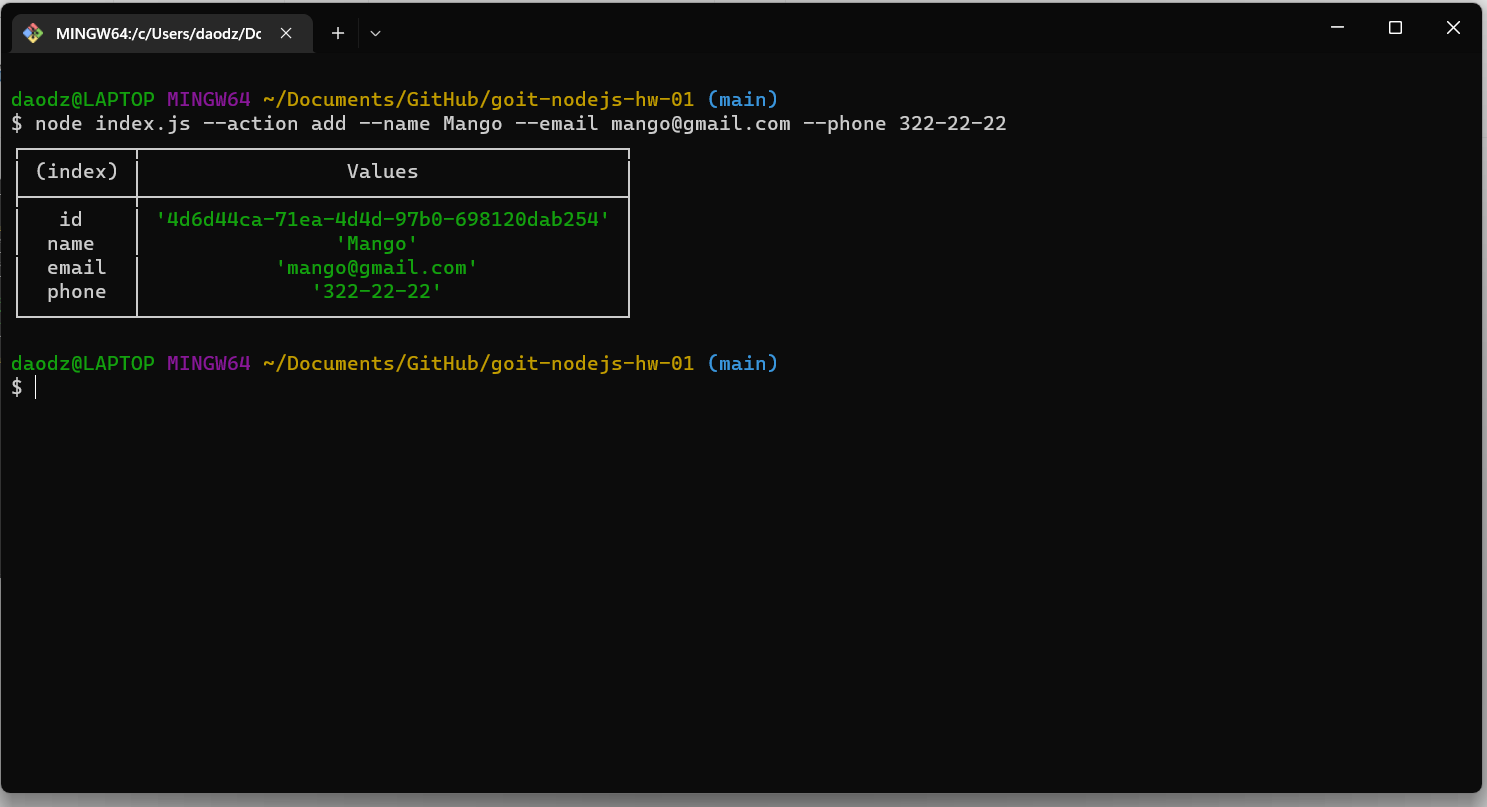 MINGW64:/c/Users/daodz/Dc
daodz@LAPTOP MINGW64 ~/Documents/GitHub/goit-nodejs-hw-01 (main)
$ node index.js --action add --name Mango --email mango@gmail.com --phone 322-22-22
(index) Values
id '4d6d44ca-71ea-4d4d-97b0-698120dab254'
name 'Mango'
email 'mango@gmail.com'
phone '322-22-22'
daodz@LAPTOP MINGW64 ~/Documents/GitHub/goit-nodejs-hw-01 (main)
$